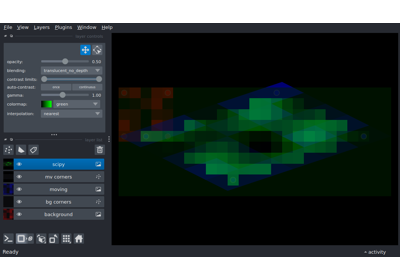 File View Layers Plugins Window Help
opacity: 0.50
blending: translucent_no_depth
contrast limits:
auto-contrast: once continuous
gamma: 1.00
colormap: green
interpolation: nearest
scipy
mv corners
moving
bg corners
background
Ready activity